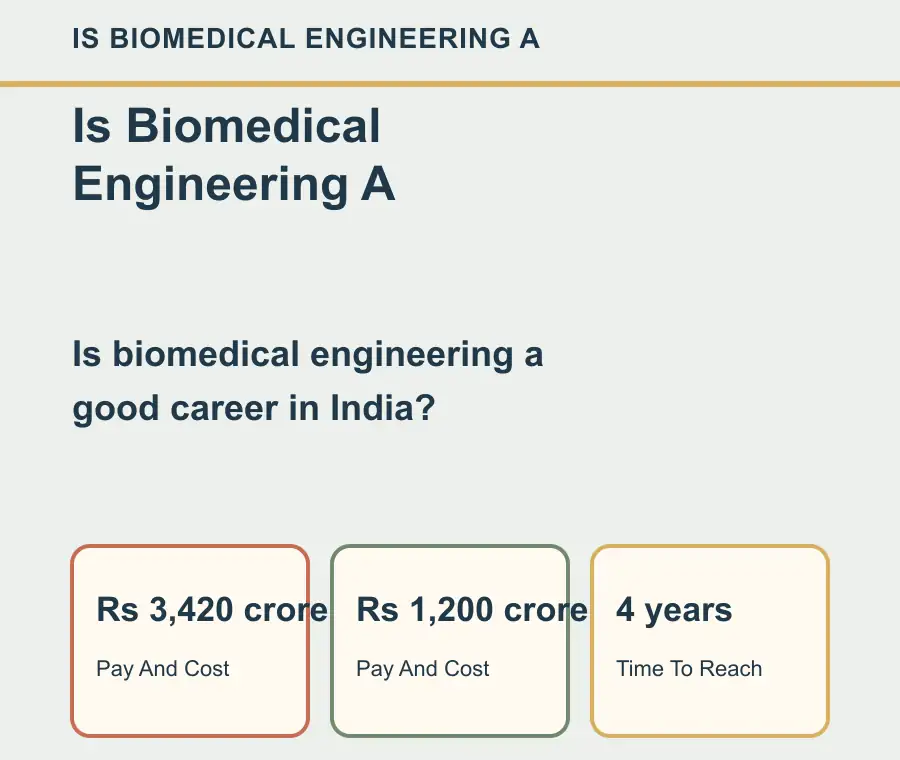 IS BIOMEDICAL ENGINEERING A
Is Biomedical
Engineering A
Is biomedical engineering a
good career in India?
Rs 3,420 crore
Pay And Cost
Rs 1,200 crore
Pay And Cost
4 years
Time To Reach